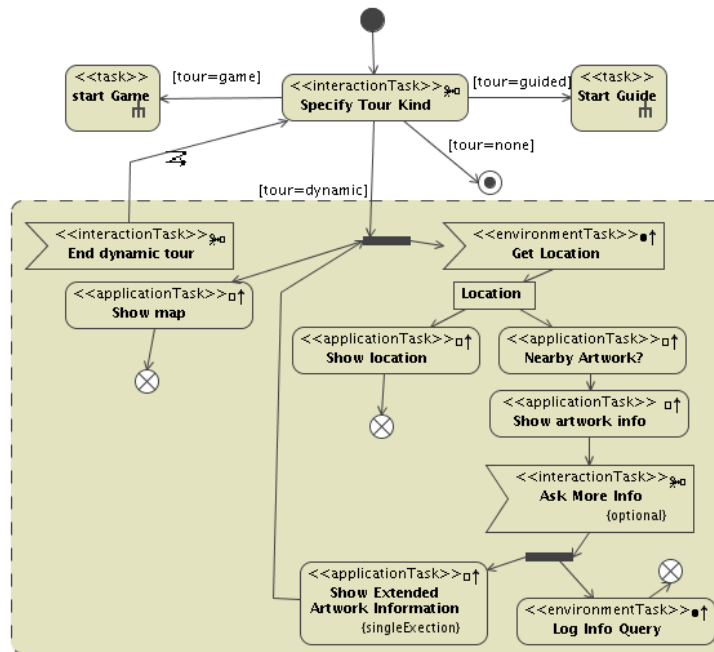 <<task>>
start Game
[tour=game]
<<interactionTask>>
Specify Tour Kind
[tour=guided]
<<task>>
Start Guide
[tour=none]
[tour=dynamic]
<<interactionTask>>
End dynamic tour
<<environmentTask>>
Get Location
<<applicationTask>>
Show map
Location
<<applicationTask>>
Show location
<<applicationTask>>
Nearby Artwork?
<<applicationTask>>
Show artwork info
<<interactionTask>>
Ask More Info
{optional}
<<applicationTask>>
Show Extended
Artwork Information
{singleExection}
<<environmentTask>>
Log Info Query